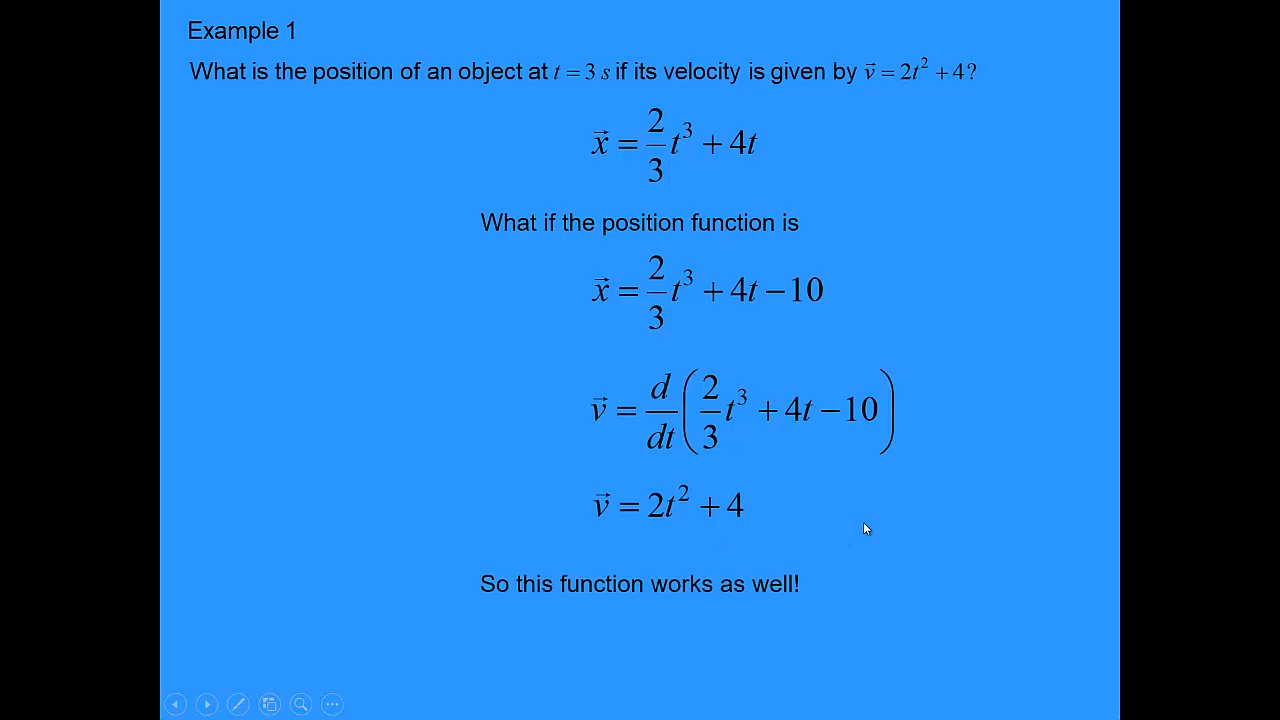 Example 1
What is the position of an object at t = 3 s if its velocity is given by v⃗ = 2t² + 4?
x⃗ = 2/3 t³ + 4t
What if the position function is
x⃗ = 2/3 t³ + 4t − 10
v⃗ = d/dt (2/3 t³ + 4t − 10)
v⃗ = 2t² + 4
So this function works as well!